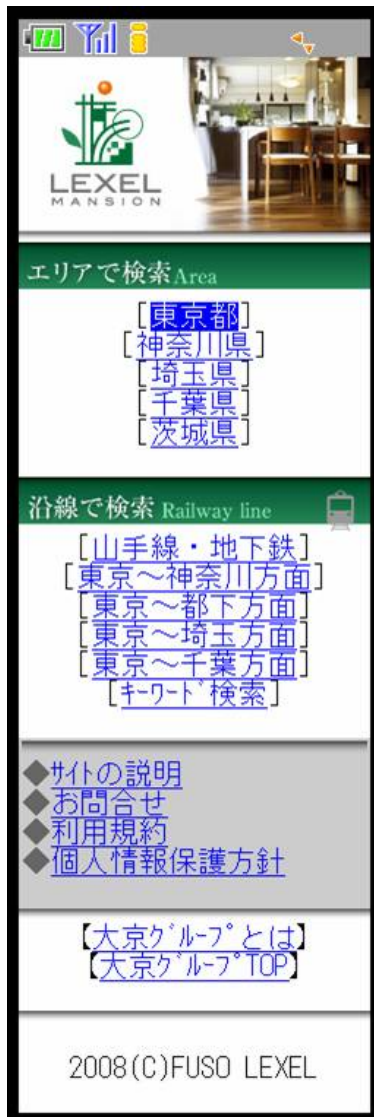 LEXEL
MANSION
エリアで検索 Area
[東京都]
[神奈川県]
[埼玉県]
[千葉県]
[茨城県]
沿線で検索 Railway line
[山手線・地下鉄]
[東京～神奈川方面]
[東京～都下方面]
[東京～埼玉方面]
[東京～千葉方面]
[ｷｰﾜｰﾄﾞ検索]
◆ｻｲﾄの説明
◆お問合せ
◆利用規約
◆個人情報保護方針
【大京ｸﾞﾙｰﾌﾟとは】
【大京ｸﾞﾙｰﾌﾟTOP】
2008(C)FUSO LEXEL